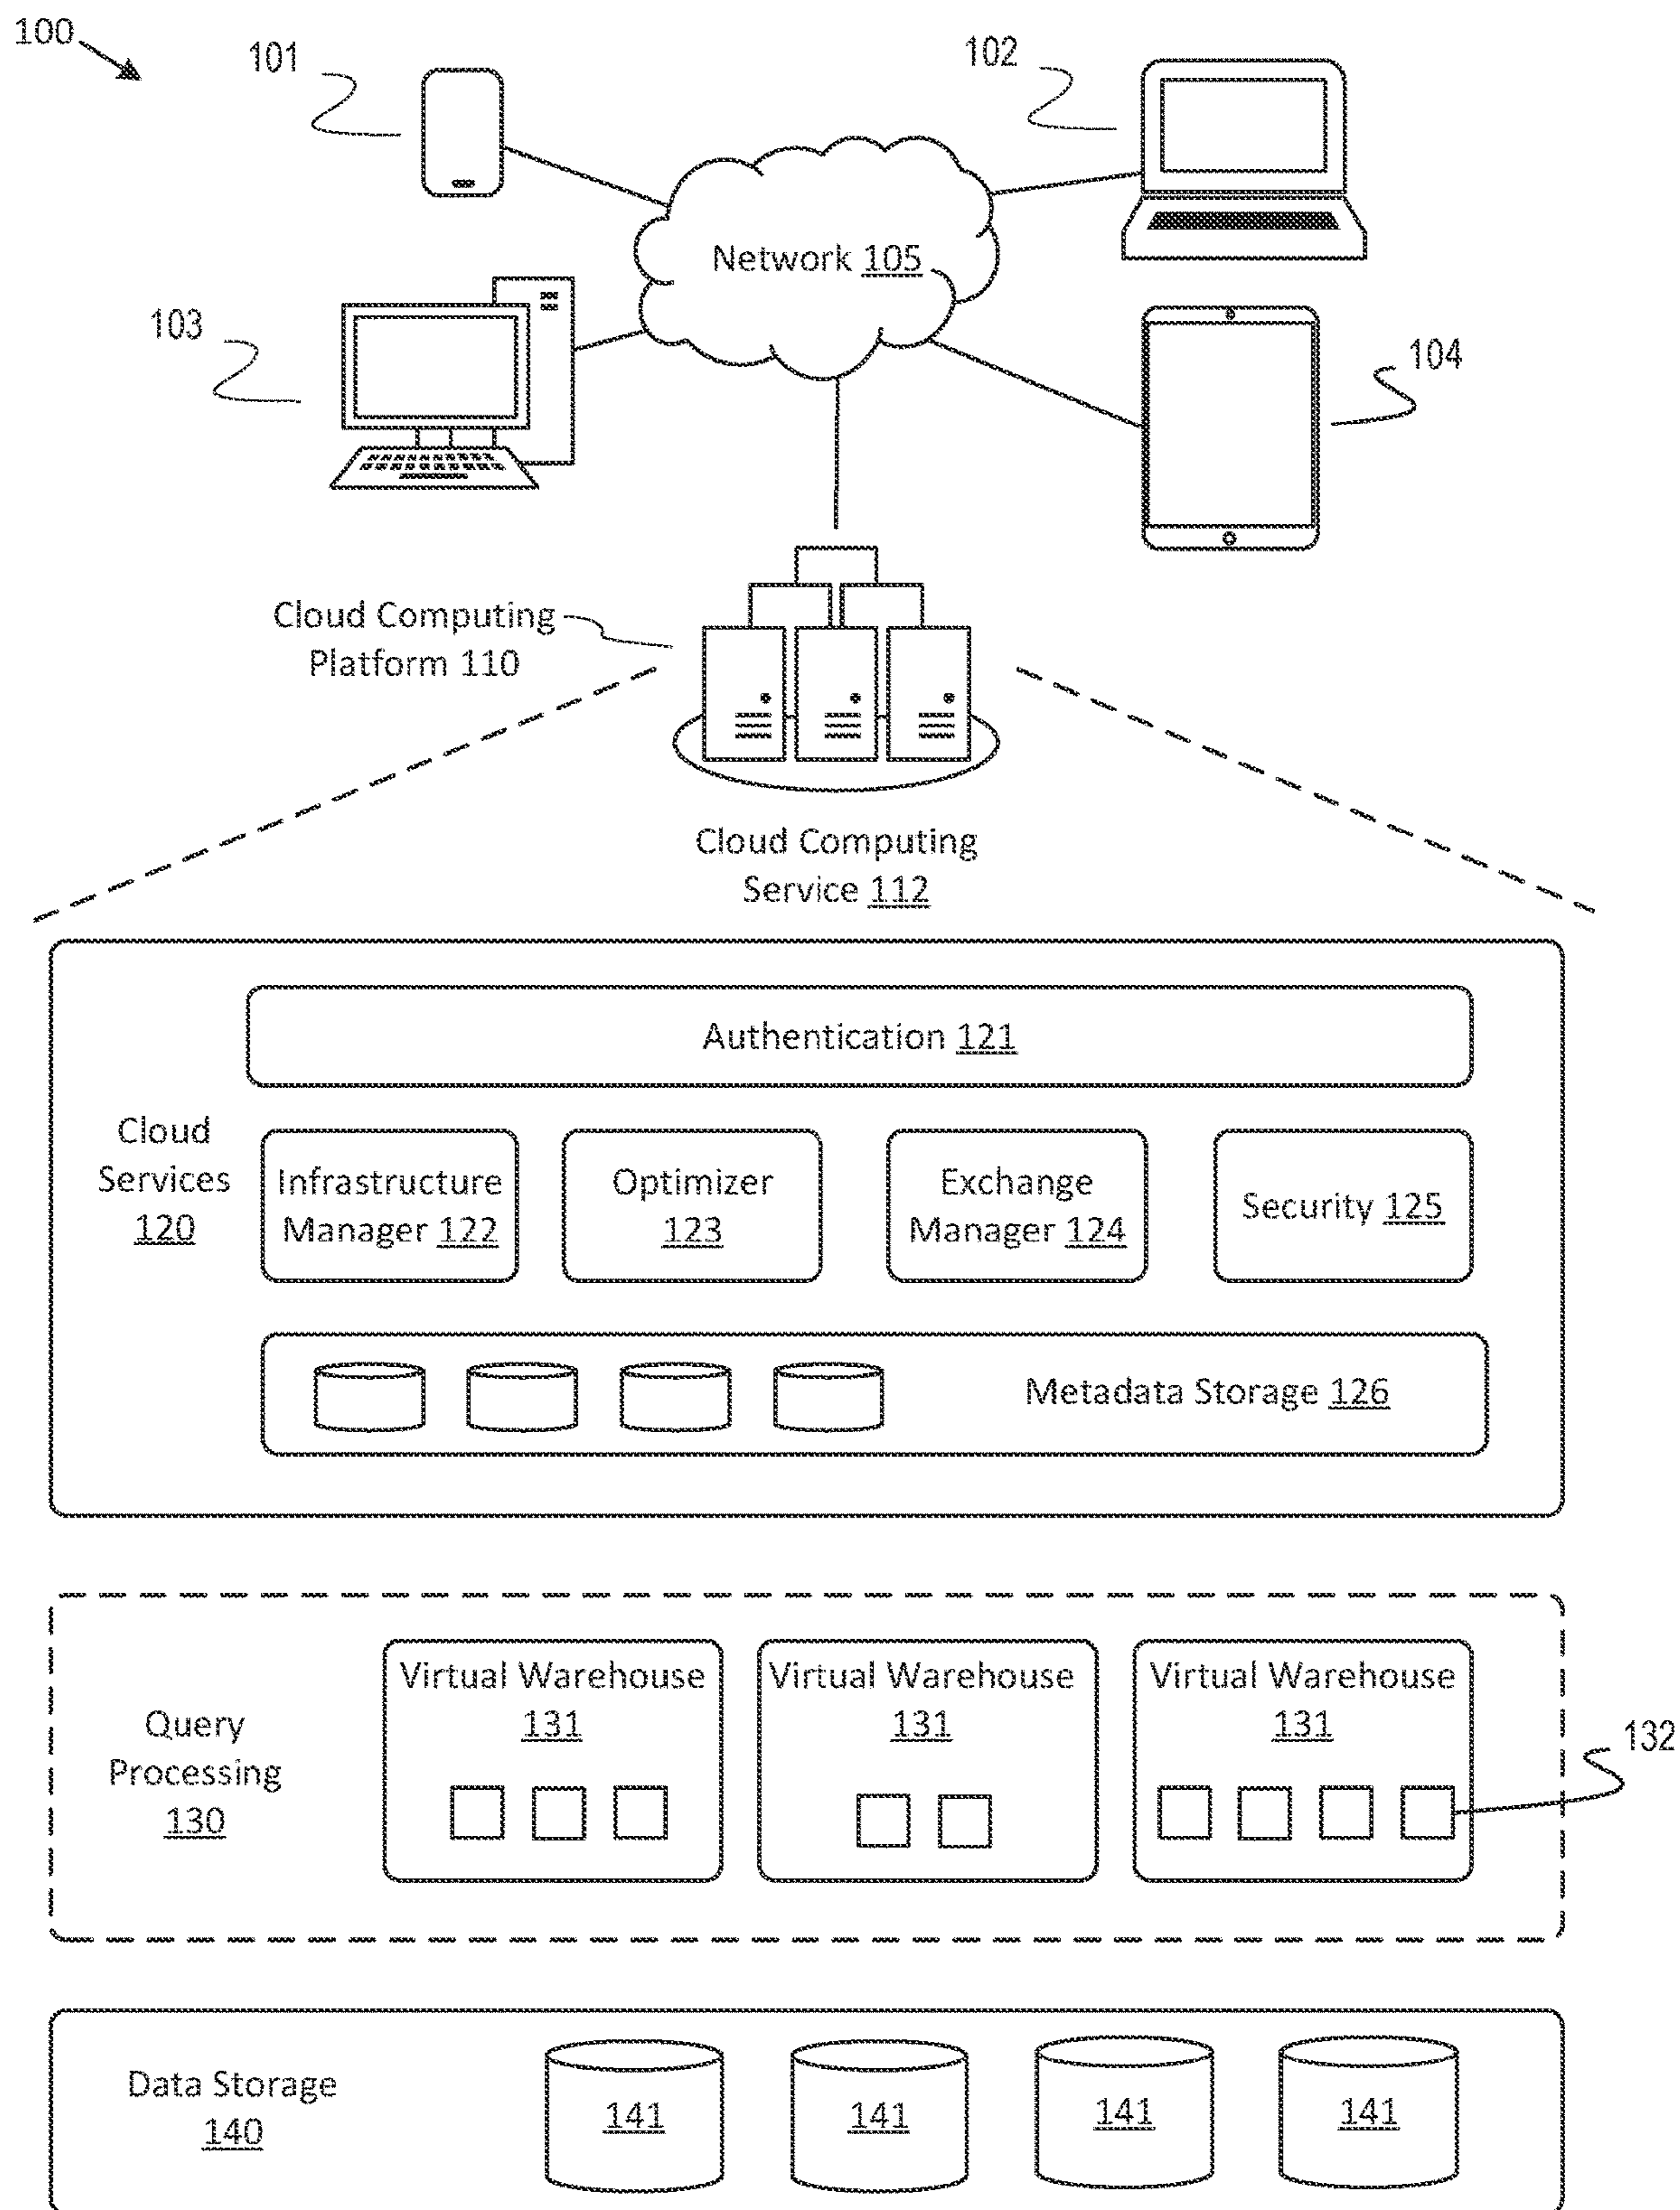 100
101
102
Network 105
103
104
Cloud Computing
Platform 110
Cloud Computing
Service 112
Authentication 121
Cloud
Services
120
Infrastructure
Manager 122
Optimizer
123
Exchange
Manager 124
Security 125
Metadata Storage 126
Query
Processing
130
Virtual Warehouse
131
Virtual Warehouse
131
Virtual Warehouse
131
132
Data Storage
140
141
141
141
141